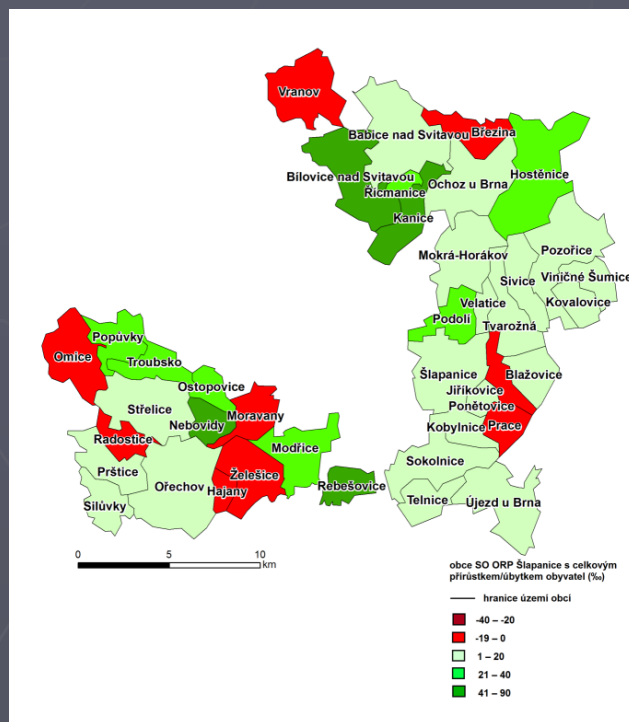 Vranov
Babice nad Svitavou
Březina
Bílovice nad Svitavou
Řícmanice
Ochoz u Brna
Hostěnice
Kanice
Mokrá-Horákov
Pozořice
Sivice
Viničné Šumice
Velatice
Kovalovice
Podolí
Tvarožná
Popůvky
Omice
Troubsko
Ostopovice
Šlapanice
Blažovice
Jiříkovice
Střelice
Moravany
Ponětovice
Nebovidy
Kobylnice
Prace
Radostice
Modřice
Sokolnice
Prštice
Želešice
Ořechov
Hajany
Rebešovice
Silůvky
Telnice
Újezd u Brna
0 5 10
km
obce SO ORP Šlapanice s celkovým
přírůstkem/úbytkem obyvatel (‰)
hranice území obcí
-40 – -20
-19 – 0
1 – 20
21 – 40
41 – 90